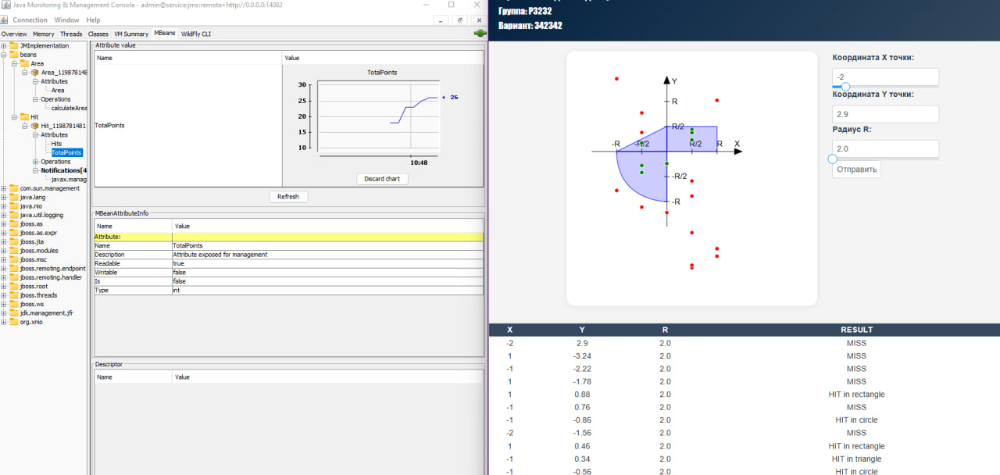 Java Monitoring & Management Console - admin@service:jmx:remote+http://0.0.0.0:14082
Connection Window Help
Overview Memory Threads Classes VM Summary MBeans WildFly CLI
JMImplementation
beans
Area
Area_119878148
Attributes
Area
Operations
calculateArea
Hit
Hit_1198781481
Attributes
Hits
TotalPoints
Operations
Notifications[4
javax.manag
com.sun.management
java.lang
java.nio
java.util.logging
jboss.as
jboss.as.expr
jboss.jta
jboss.modules
jboss.msc
jboss.remoting.endpoint
jboss.remoting.handler
jboss.root
jboss.threads
jboss.ws
jdk.management.jfr
org.xnio
Attribute value
Name Value
TotalPoints
TotalPoints
30
25
20
15
10
26
10:48
Discard chart
Refresh
MBeanAttributeInfo
Name Value
Attribute:
Name TotalPoints
Description Attribute exposed for management
Readable true
Writable false
Is false
Type int
Descriptor
Name Value
Группа: P3232
Вариант: 342342
Y
R
R/2
-R -R/2 R/2 R X
-R/2
-R
Координата X точки:
-2
Координата Y точки:
2.9
Радиус R:
2.0
Отправить
X Y R RESULT
-2 2.9 2.0 MISS
1 -3.24 2.0 MISS
-1 -2.22 2.0 MISS
1 -1.78 2.0 MISS
1 0.88 2.0 HIT in rectangle
-1 0.76 2.0 MISS
-1 -0.86 2.0 HIT in circle
-2 -1.56 2.0 MISS
1 0.46 2.0 HIT in rectangle
-1 0.34 2.0 HIT in triangle
-1 -0.56 2.0 HIT in circle